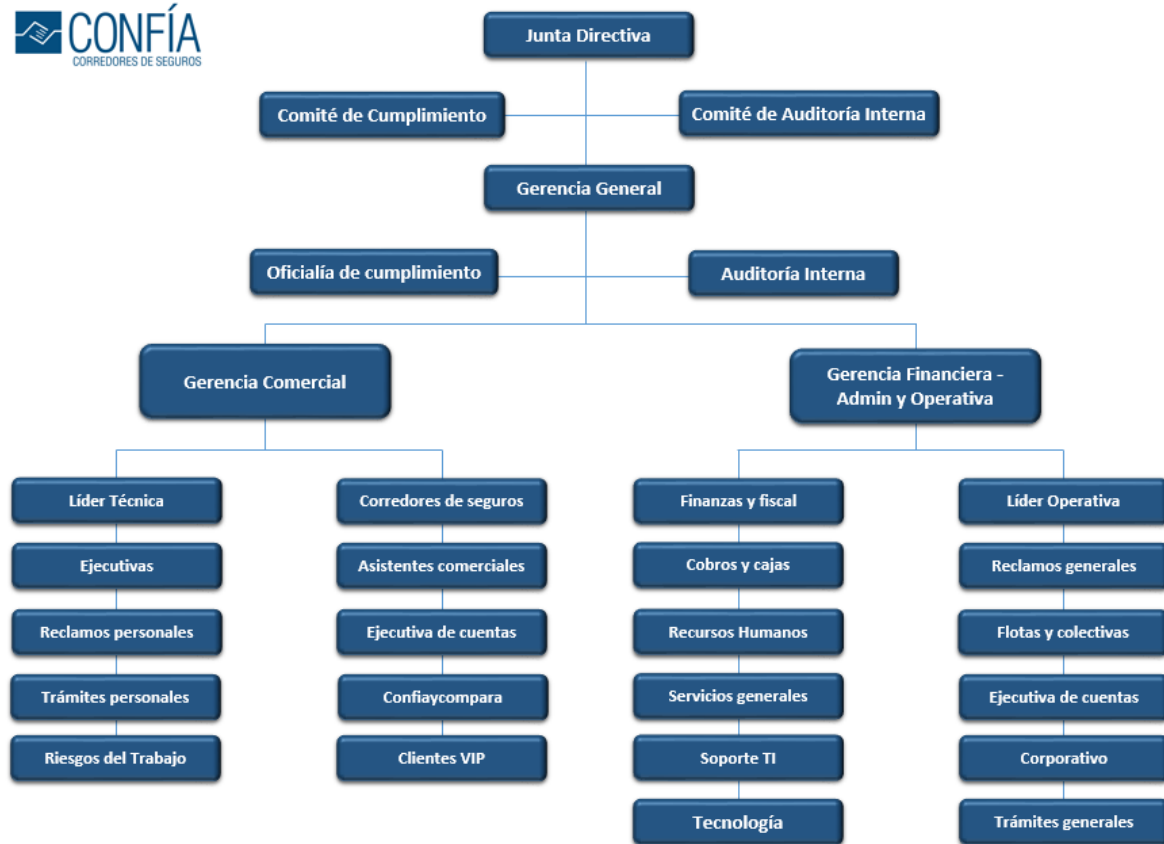 CONFÍA
CORREDORES DE SEGUROS
Junta Directiva
Comité de Cumplimiento
Comité de Auditoría Interna
Gerencia General
Oficialía de cumplimiento
Auditoría Interna
Gerencia Comercial
Gerencia Financiera -
Admin y Operativa
Líder Técnica
Corredores de seguros
Finanzas y fiscal
Líder Operativa
Ejecutivas
Asistentes comerciales
Cobros y cajas
Reclamos generales
Reclamos personales
Ejecutiva de cuentas
Recursos Humanos
Flotas y colectivas
Trámites personales
Confiaycompara
Servicios generales
Ejecutiva de cuentas
Riesgos del Trabajo
Clientes VIP
Soporte TI
Corporativo
Tecnología
Trámites generales